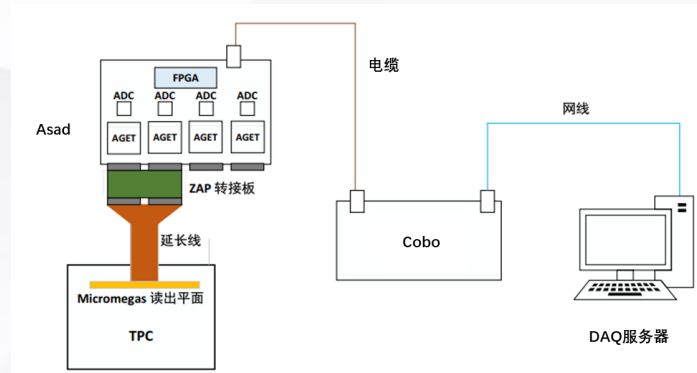 FPGA
ADC ADC ADC ADC
AGET AGET AGET AGET
Asad
ZAP 转接板
延长线
Micromegas 读出平面
TPC
电缆
Cobo
网线
DAQ服务器